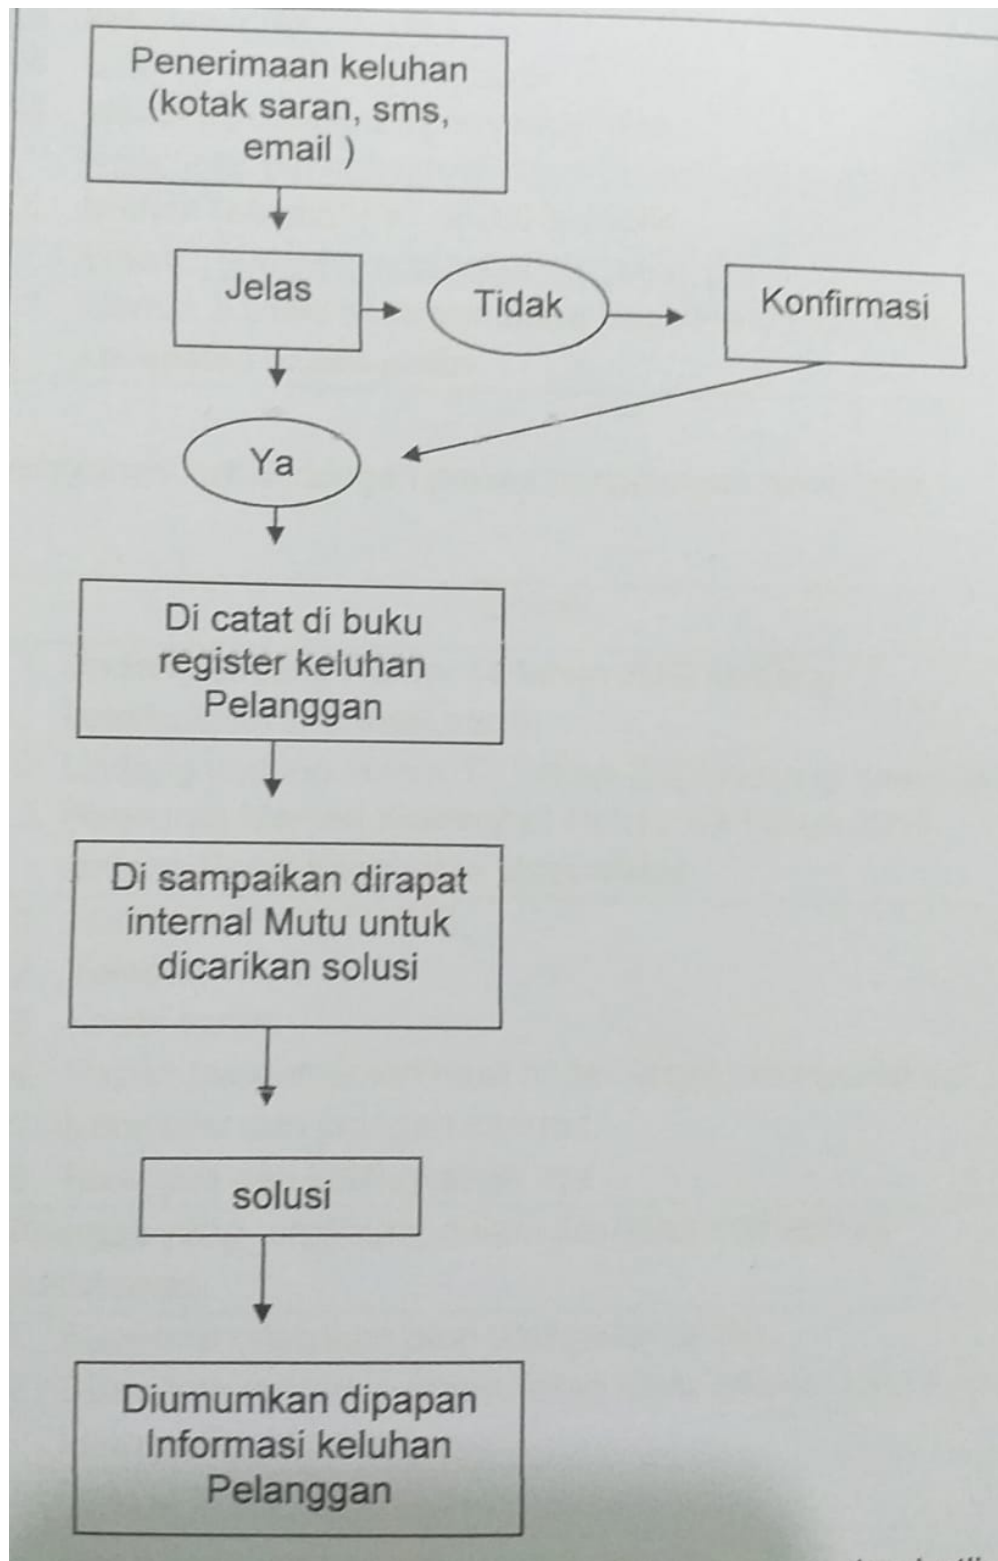 Penerimaan keluhan
(kotak saran, sms,
email )
Jelas
Tidak
Konfirmasi
Ya
Di catat di buku
register keluhan
Pelanggan
Di sampaikan dirapat
internal Mutu untuk
dicarikan solusi
solusi
Diumumkan dipapan
Informasi keluhan
Pelanggan